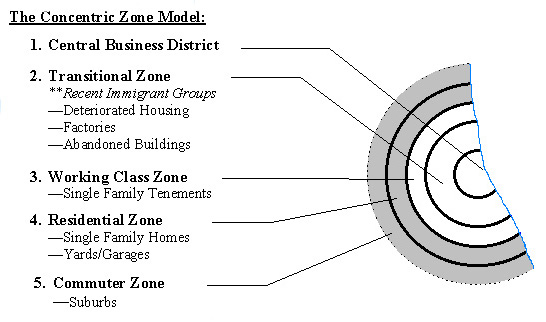 The Concentric Zone Model:
1. Central Business District
2. Transitional Zone
**Recent Immigrant Groups
—Deteriorated Housing
—Factories
—Abandoned Buildings
3. Working Class Zone
—Single Family Tenements
4. Residential Zone
—Single Family Homes
—Yards/Garages
5. Commuter Zone
—Suburbs